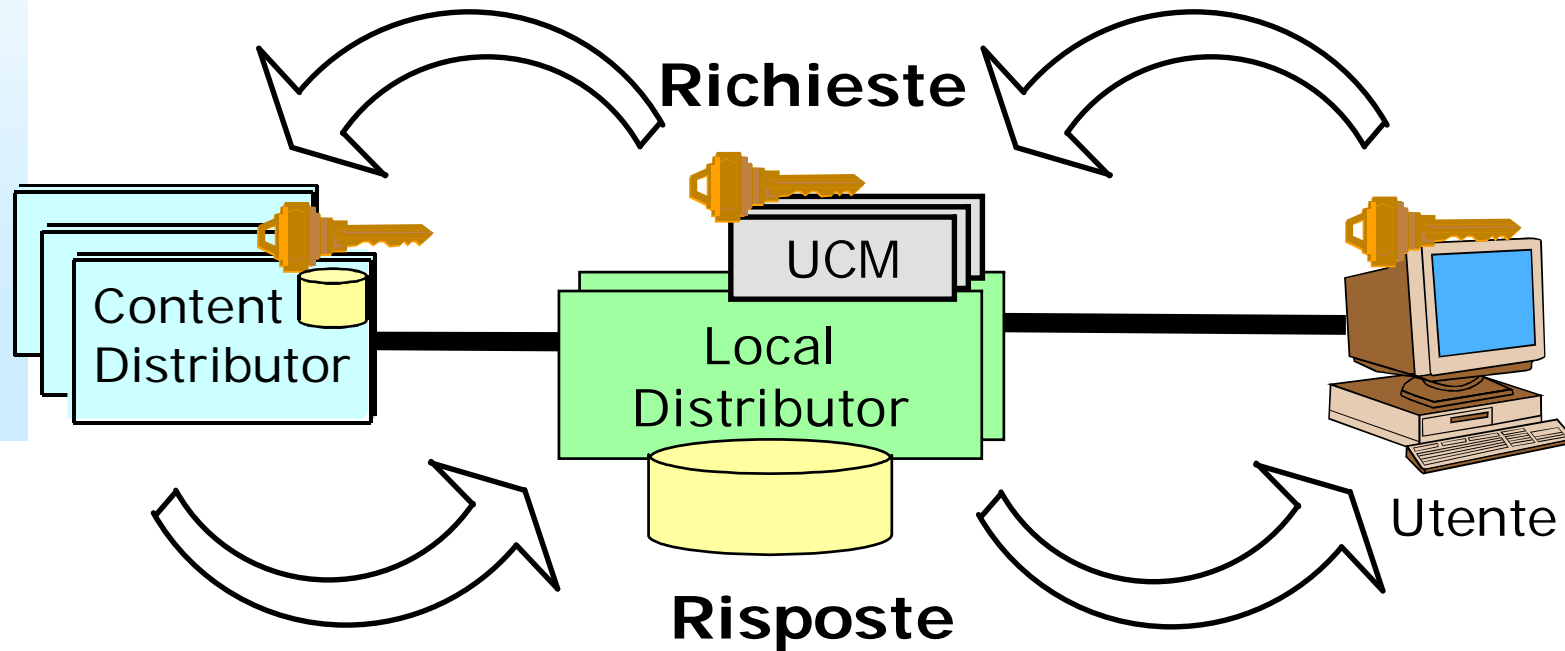 Richieste
UCM
Content
Distributor
Local
Distributor
Utente
Risposte